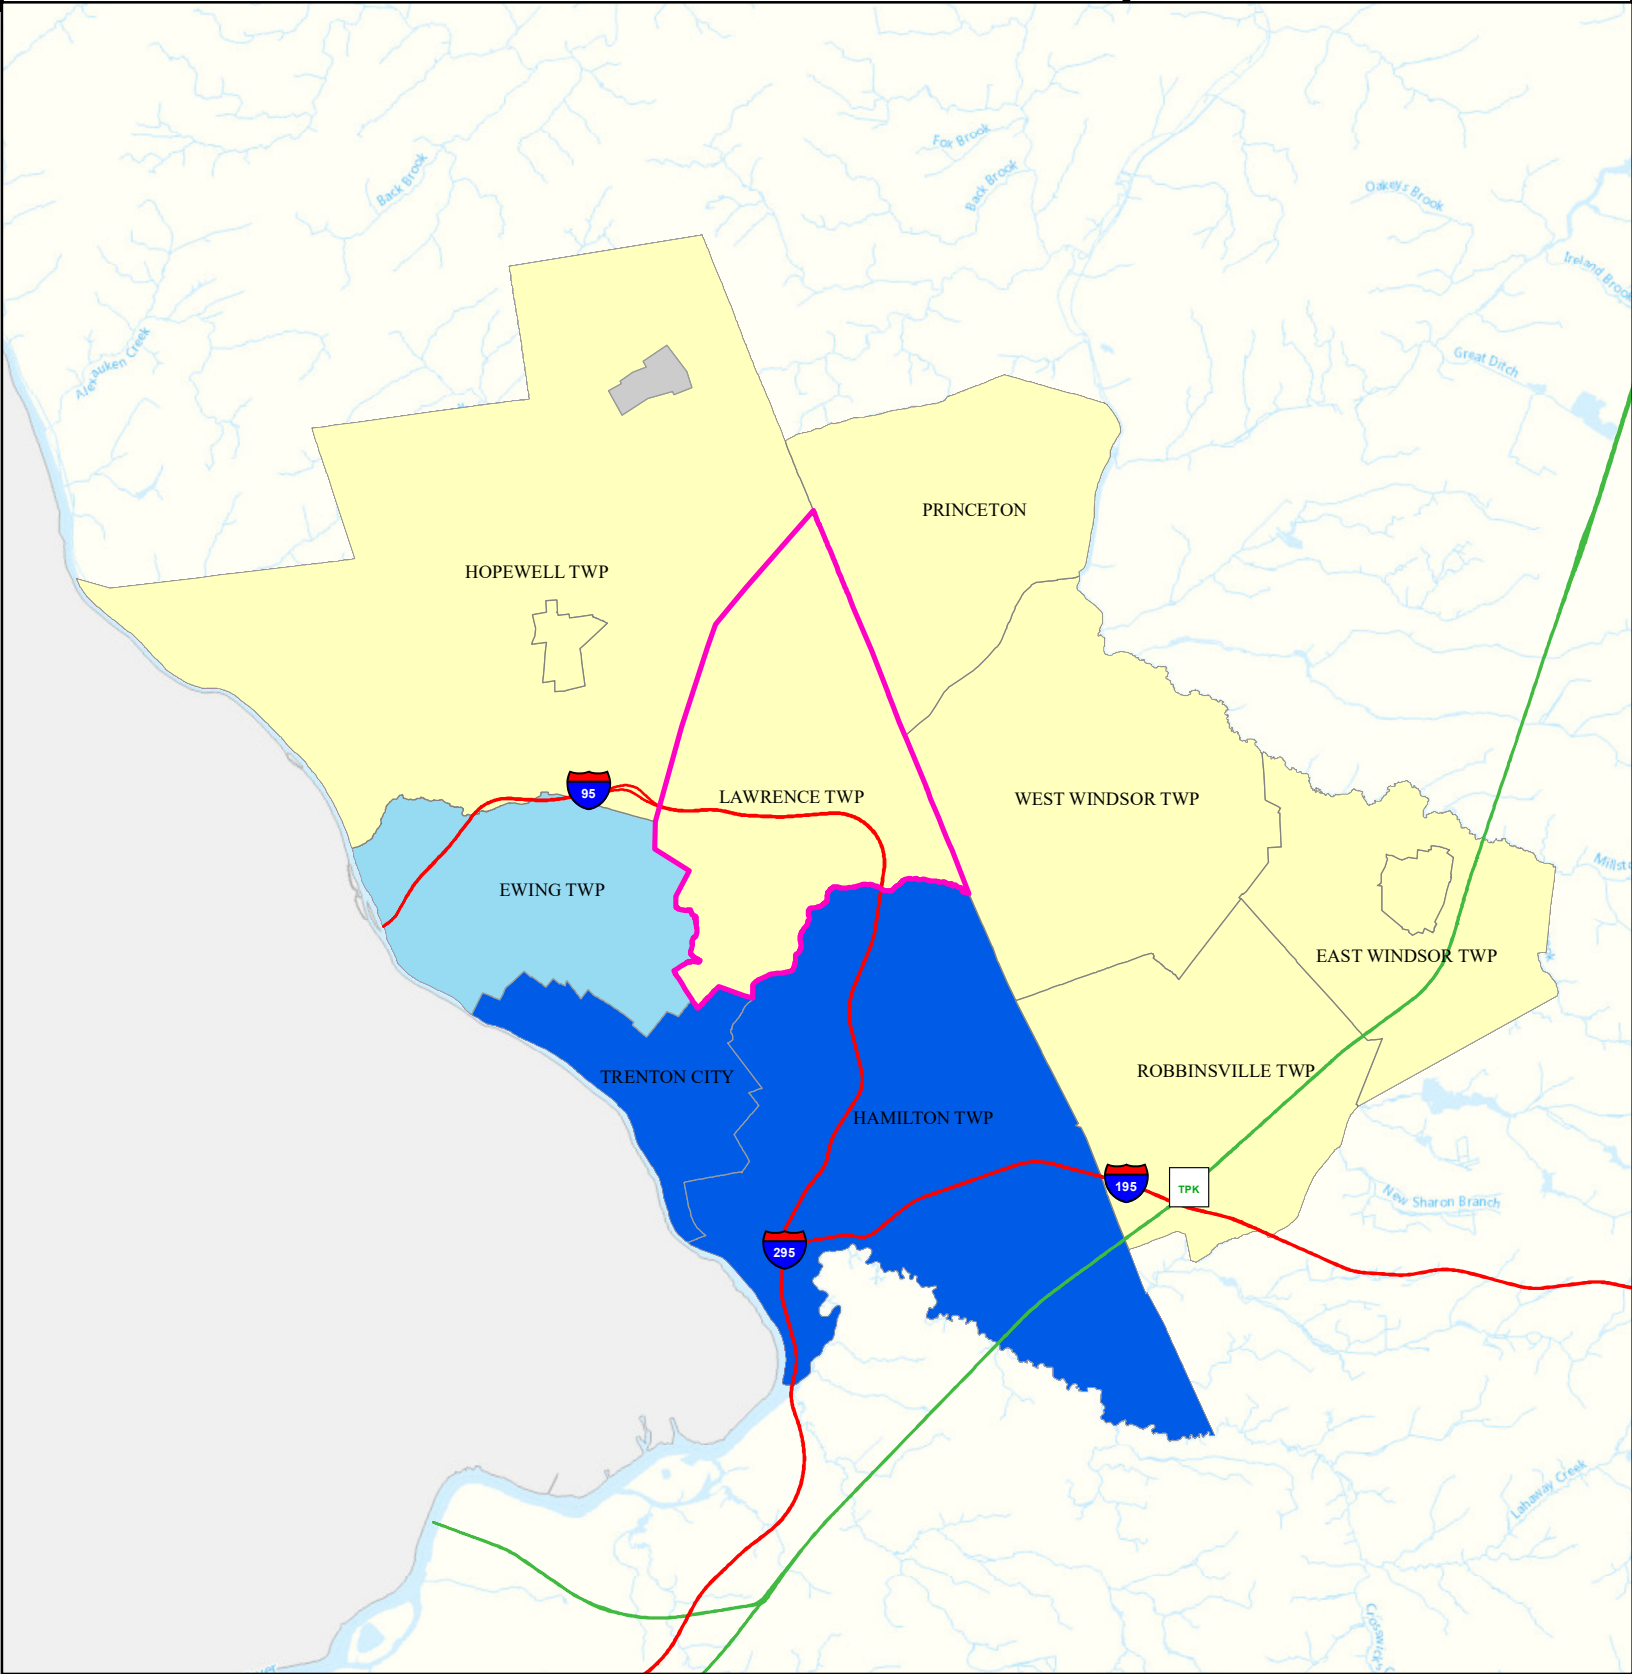 Fox Brook
Back Brook
Back Brook
Oakeys Brook
Ireland Brook
Alexauken Creek
Great Ditch
PRINCETON
HOPEWELL TWP
95
LAWRENCE TWP
WEST WINDSOR TWP
EWING TWP
EAST WINDSOR TWP
TRENTON CITY
ROBBINSVILLE TWP
HAMILTON TWP
195
TPK
New Sharon Branch
295
Lahaway Creek